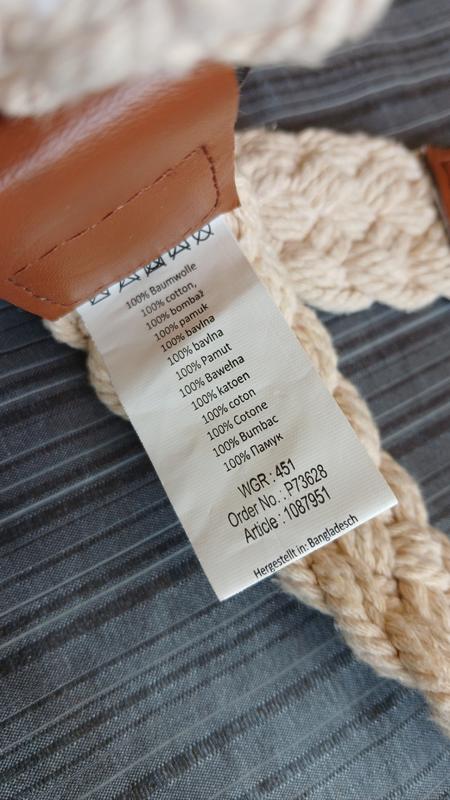 100% Baumwolle
100% cotton,
100% bombaž
100% pamuk
100% bavlna
100% bavlna
100% Pamut
100% Bawełna
100% katoen
100% coton
100% Cotone
100% Bumbac
100% Памук
WGR : 451
Order No. : P73628
Article : 1087951
Hergestellt in: Bangladesch